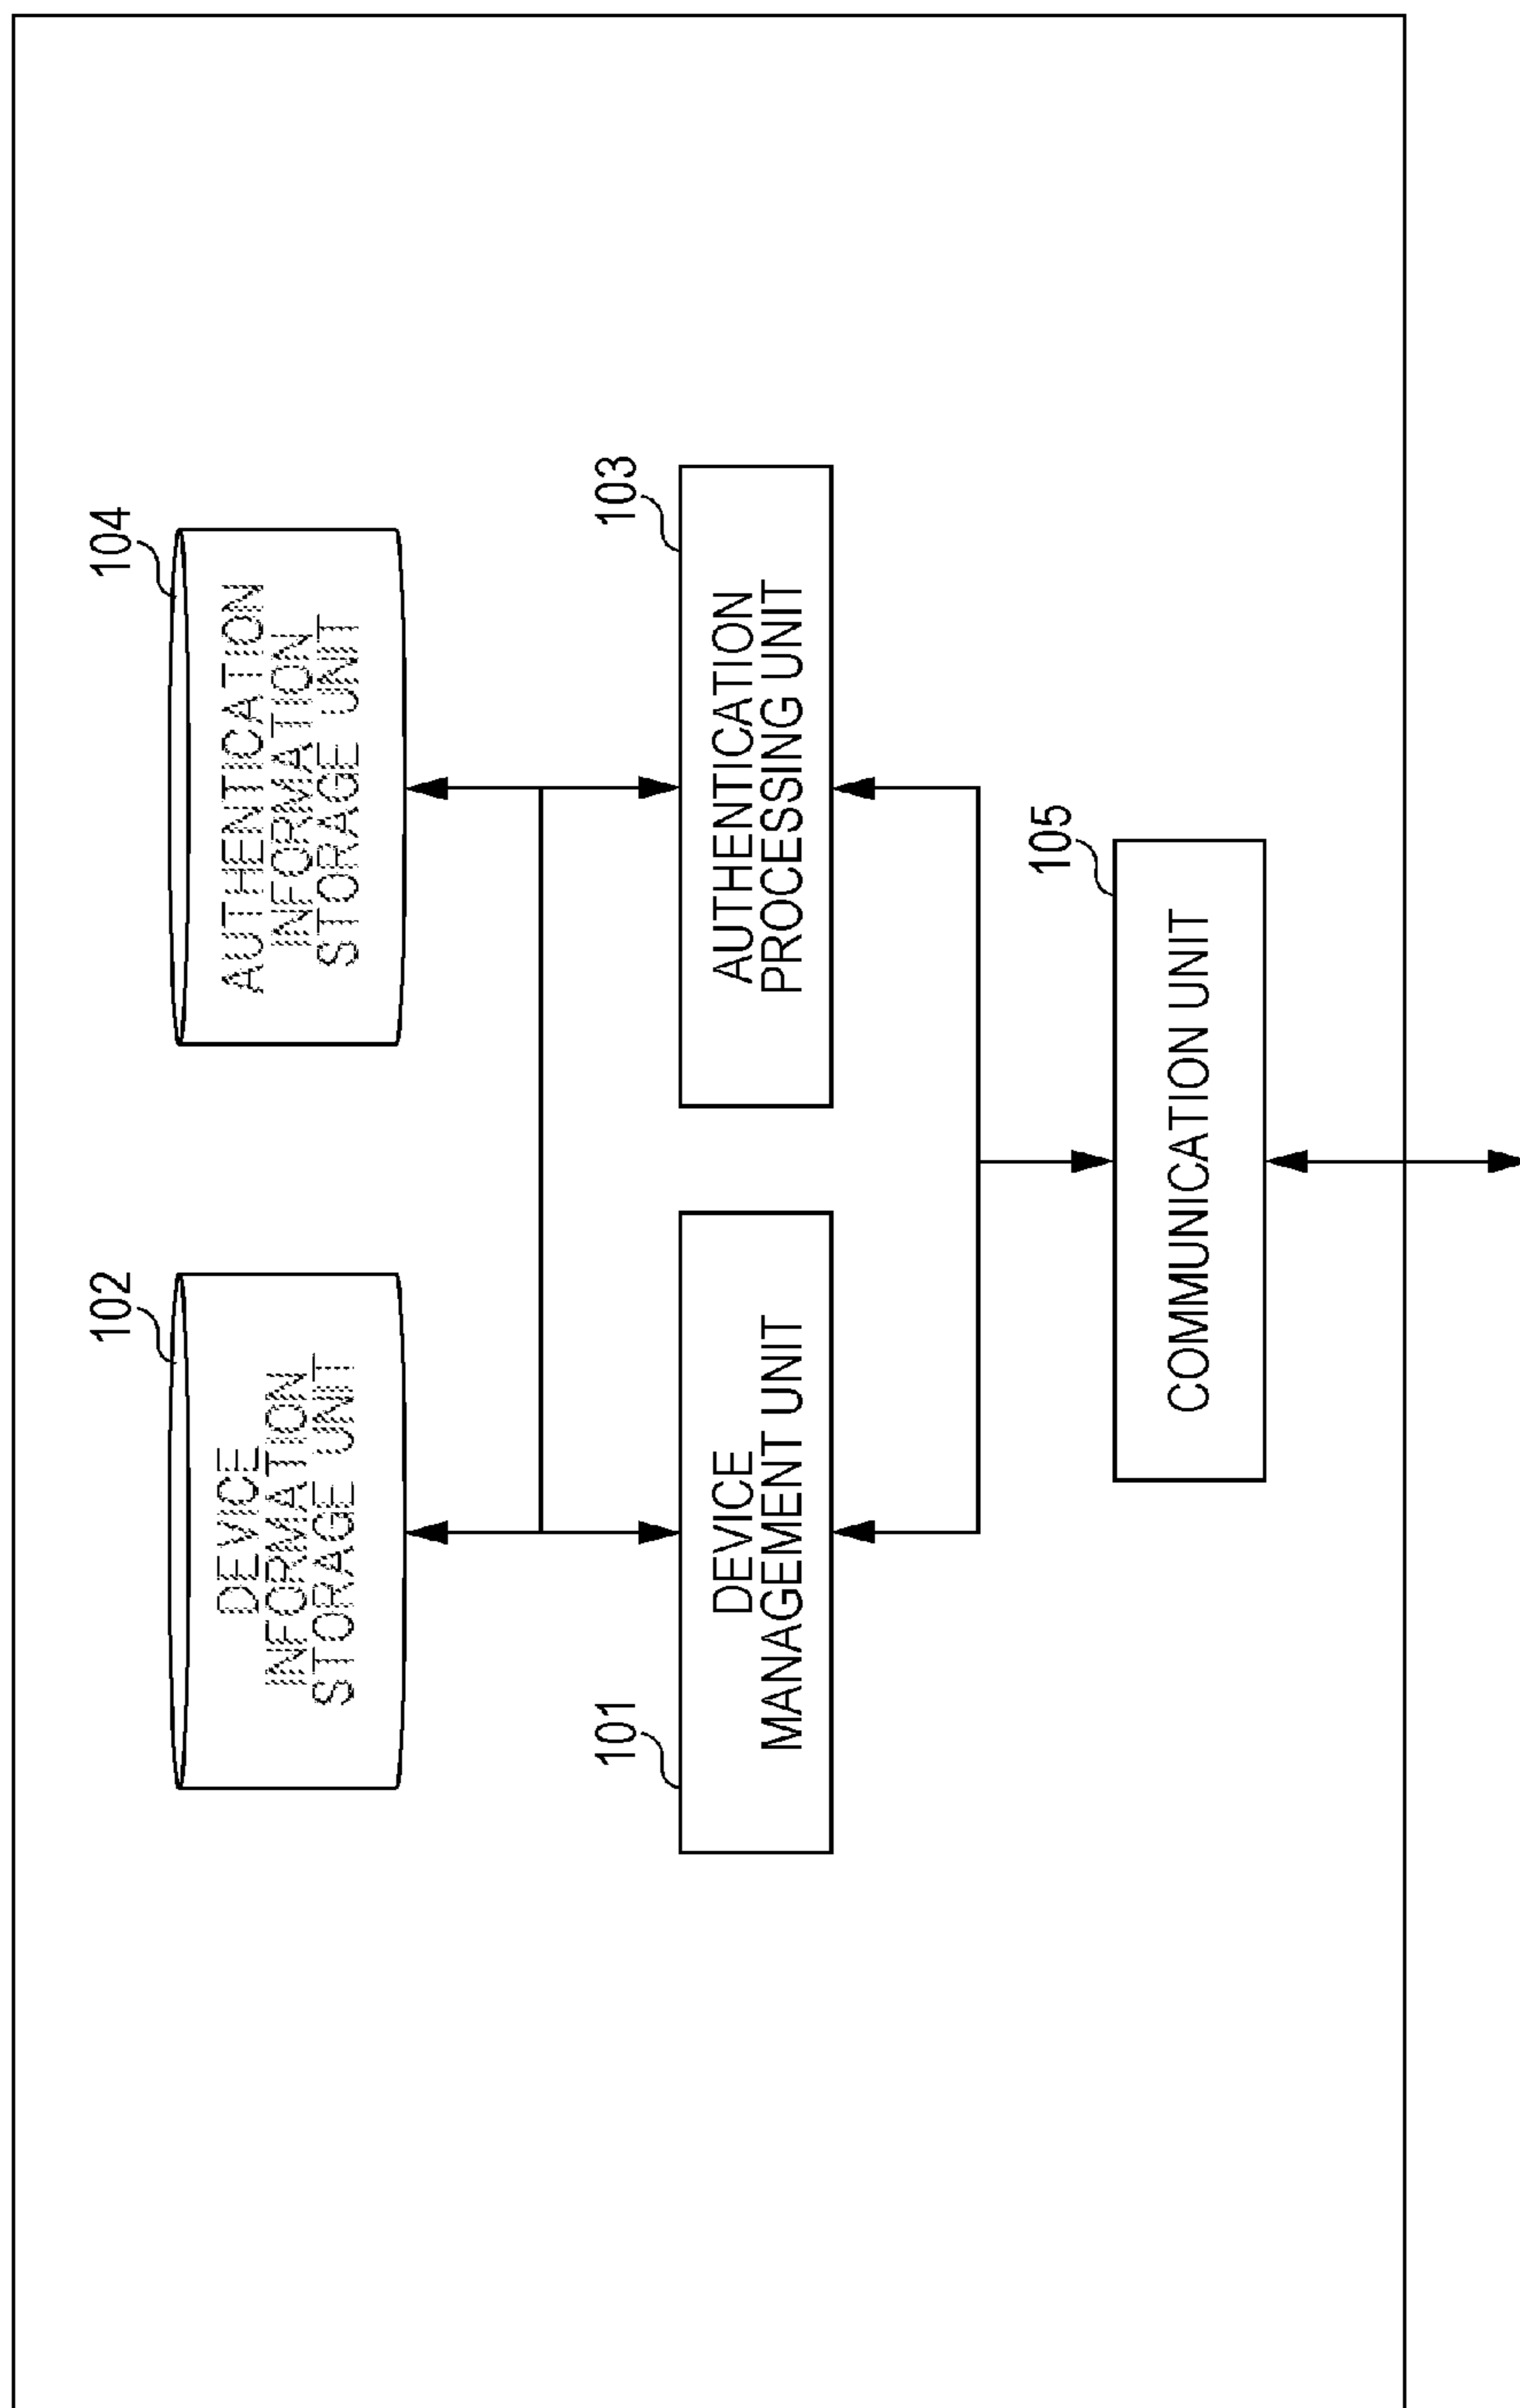 102
DEVICE
INFORMATION
STORAGE UNIT
104
AUTHENTICATION
INFORMATION
STORAGE UNIT
101
DEVICE
MANAGEMENT UNIT
103
AUTHENTICATION
PROCESSING UNIT
105
COMMUNICATION UNIT